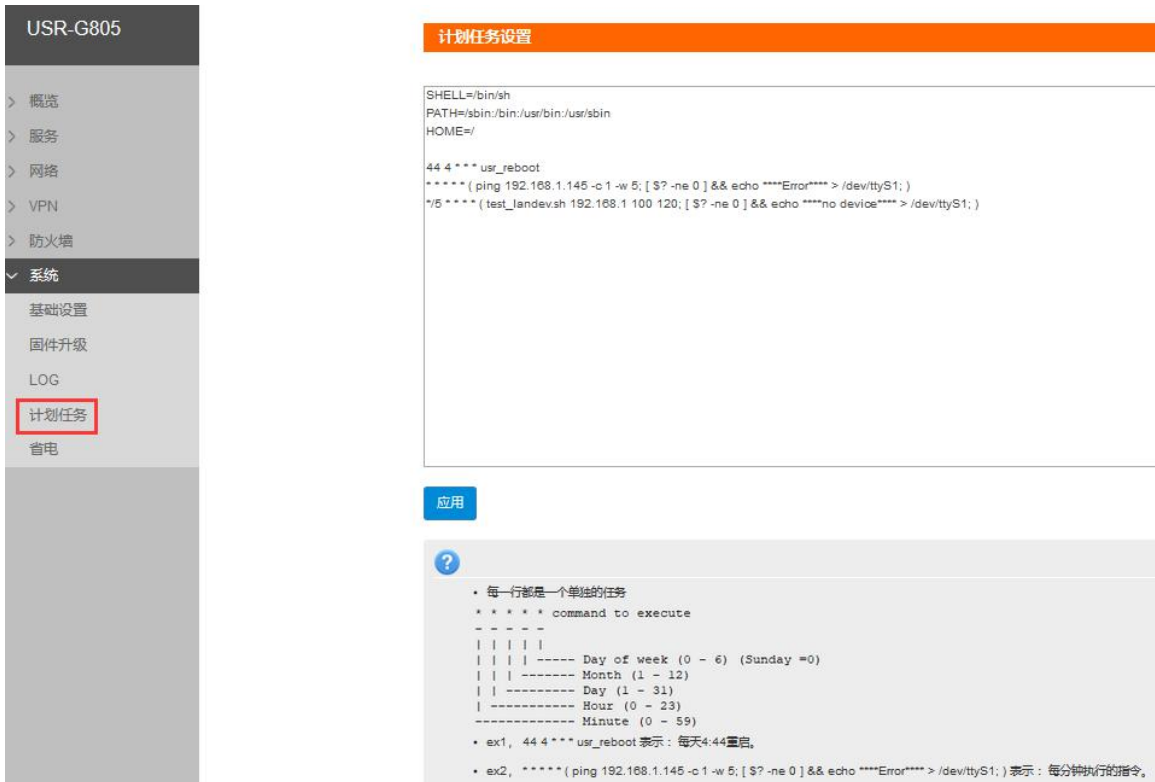 USR-G805
概览
服务
网络
VPN
防火墙
系统
基础设置
固件升级
LOG
计划任务
省电
计划任务设置
SHELL=/bin/sh
PATH=/sbin:/bin:/usr/bin:/usr/sbin
HOME=/
44 4 * * * usr_reboot
* * * * * ( ping 192.168.1.145 -c 1 -w 5; [ $? -ne 0 ] && echo ****Error**** > /dev/ttyS1; )
*/5 * * * * ( test_landev.sh 192.168.1 100 120; [ $? -ne 0 ] && echo ****no device**** > /dev/ttyS1; )
应用
?
• 每一行都是一个单独的任务
* * * * * command to execute
- - - - -
| | | | |
| | | | ----- Day of week (0 - 6) (Sunday =0)
| | | ------- Month (1 - 12)
| | --------- Day (1 - 31)
| ----------- Hour (0 - 23)
------------- Minute (0 - 59)
• ex1， 44 4 * * * usr_reboot 表示： 每天4:44重启。
• ex2， * * * * * ( ping 192.168.1.145 -c 1 -w 5; [ $? -ne 0 ] && echo ****Error**** > /dev/ttyS1; ) 表示： 每分钟执行的指令。